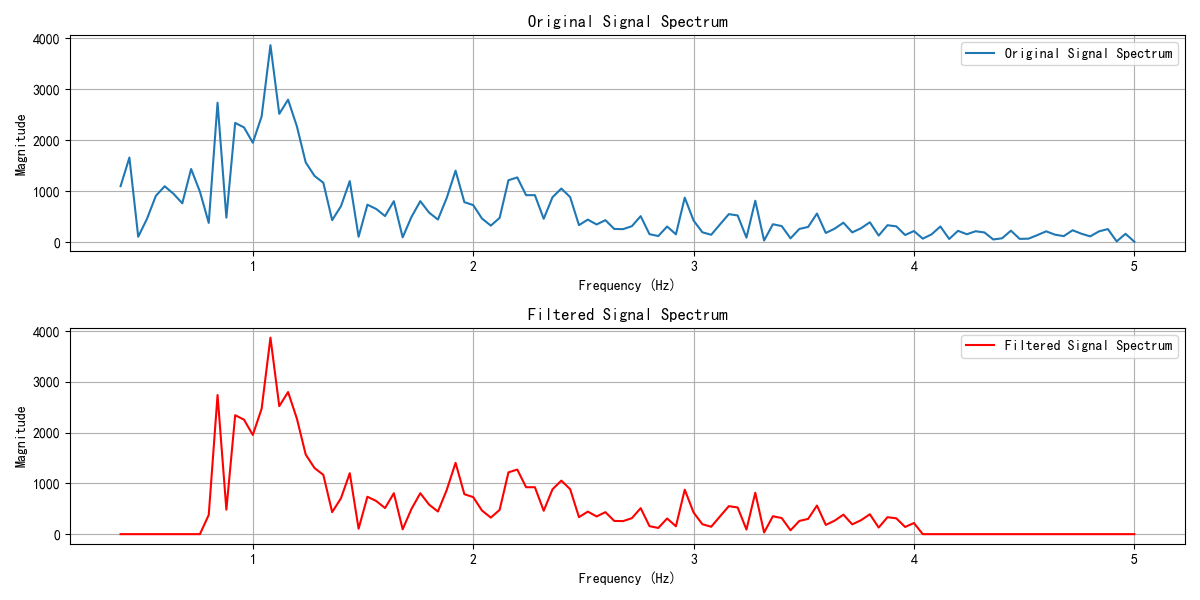 Original Signal Spectrum
4000
3000
2000
1000
0
Magnitude
Original Signal Spectrum
1 2 3 4 5
Frequency (Hz)
Filtered Signal Spectrum
4000
3000
2000
1000
0
Magnitude
Filtered Signal Spectrum
1 2 3 4 5
Frequency (Hz)